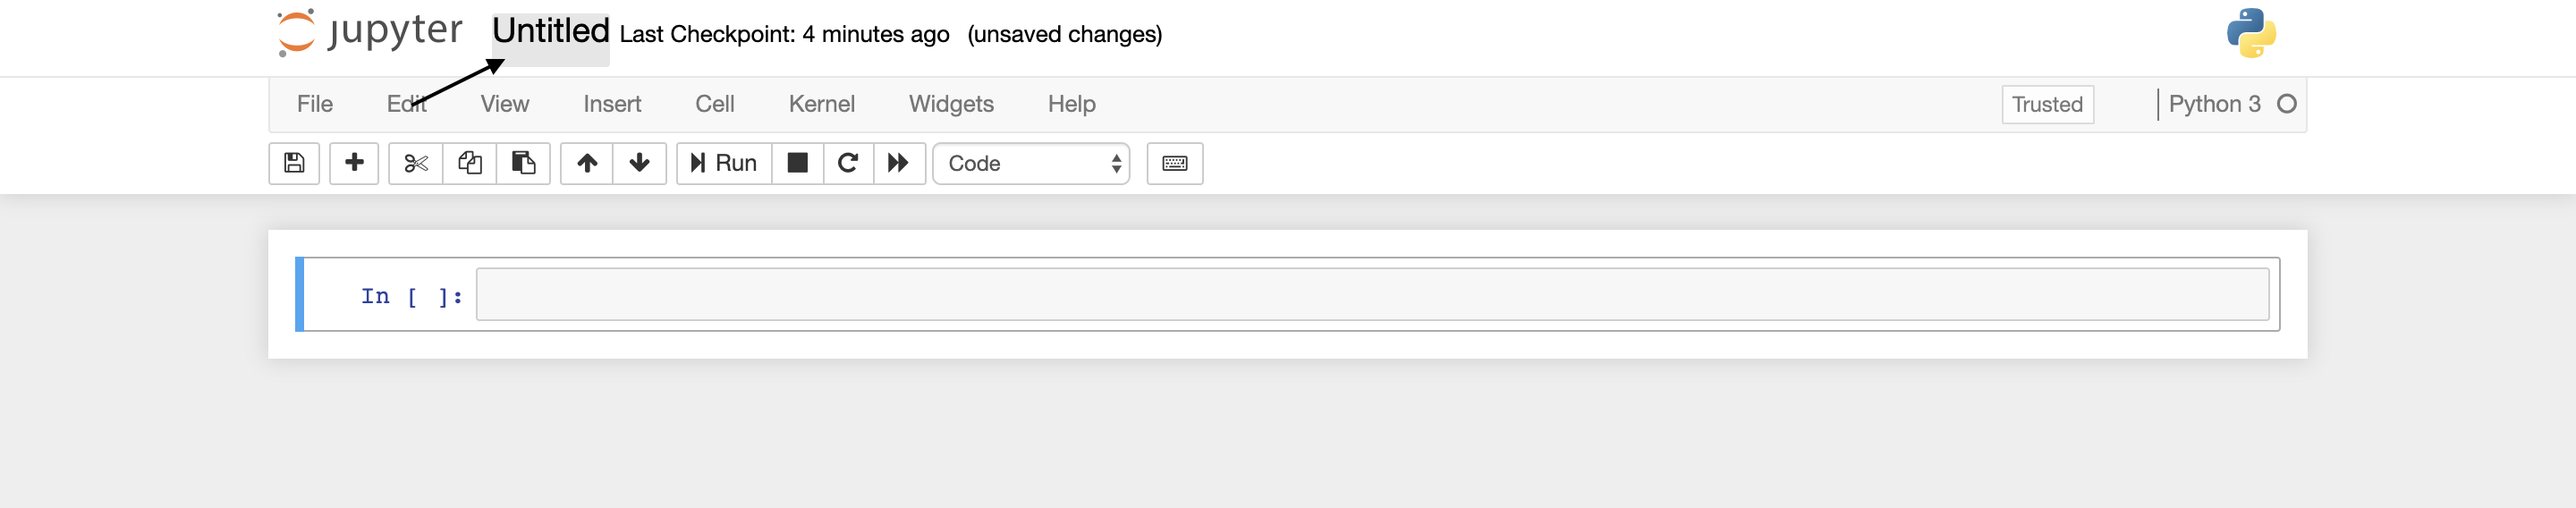 jupyter Untitled Last Checkpoint: 4 minutes ago (unsaved changes)
File Edit View Insert Cell Kernel Widgets Help Trusted Python 3
Run Code
In [ ]: